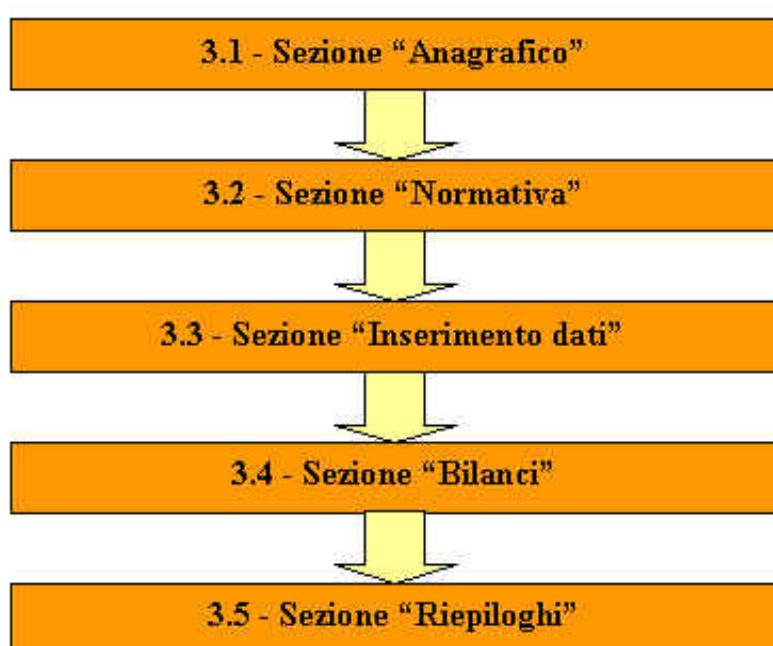 3.1 - Sezione “Anagrafico”
3.2 - Sezione “Normativa”
3.3 - Sezione “Inserimento dati”
3.4 - Sezione “Bilanci”
3.5 - Sezione “Riepiloghi”